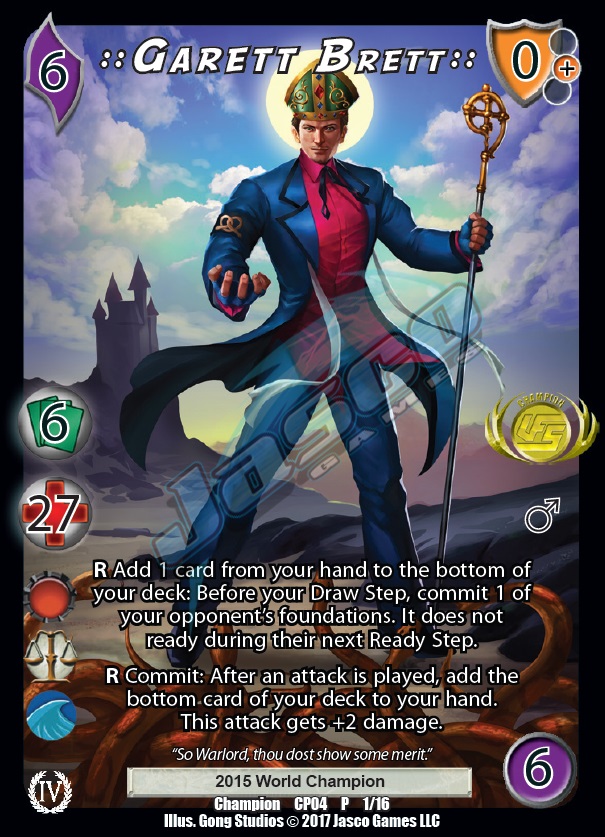 6
::Garett Brett::
0
+
6
CHAMPION
UFS
27
Jasco
GAMES
R Add 1 card from your hand to the bottom of
your deck: Before your Draw Step, commit 1 of
your opponent's foundations. It does not
ready during their next Ready Step.
R Commit: After an attack is played, add the
bottom card of your deck to your hand.
This attack gets +2 damage.
"So Warlord, thou dost show some merit."
6
2015 World Champion
IV
Champion CP04 P 1/16
Illus. Gong Studios © 2017 Jasco Games LLC